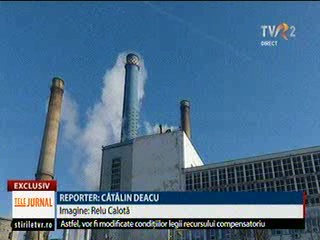 TVR2
DIRECT
EXCLUSIV
TELE JURNAL
REPORTER: CĂTĂLIN DEACU
Imagine: Relu Calotă
stiriletvr.ro
Astfel, vor fi modificate condiţiilor legii recursului compensatoriu